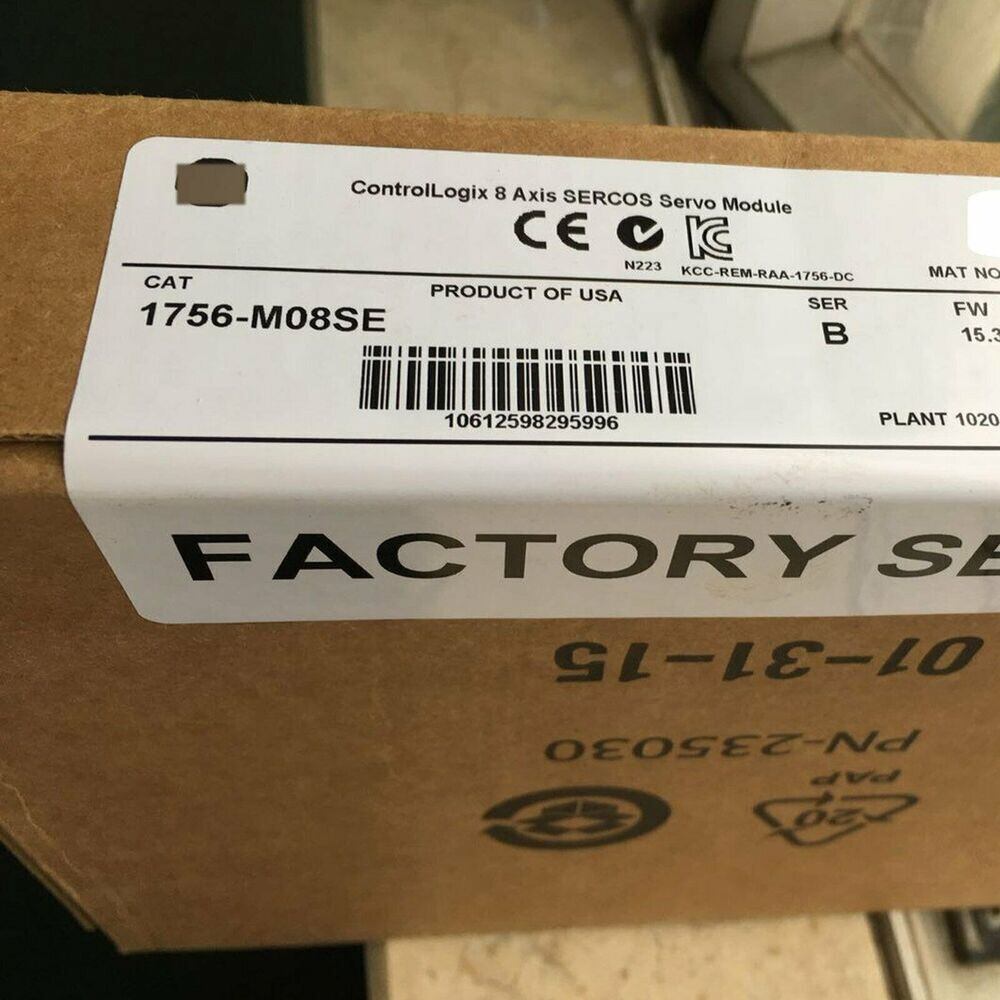 ControlLogix 8 Axis SERCOS Servo Module
CE
N223
KCC-REM-RAA-1756-DC
MAT NO
CAT
1756-M08SE
PRODUCT OF USA
SER
B
FW
15.3
10612598295996
PLANT 1020
FACTORY SE
01-31-15
PN-235030
PAP
20